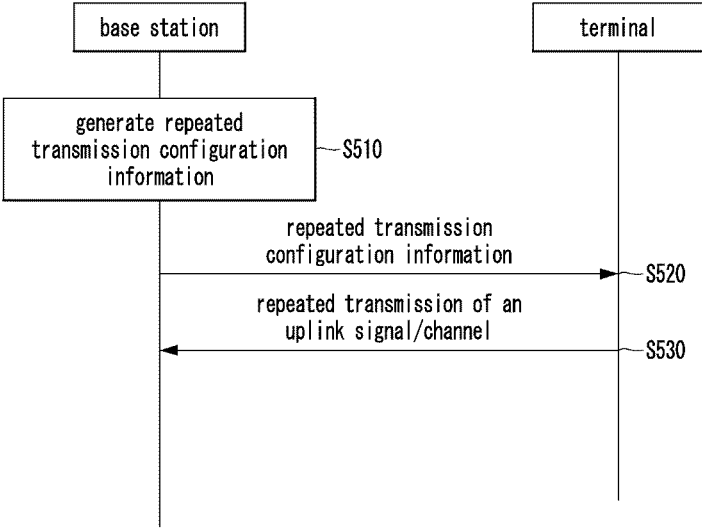 base station
terminal
generate repeated
transmission configuration
information
S510
repeated transmission
configuration information
S520
repeated transmission of an
uplink signal/channel
S530